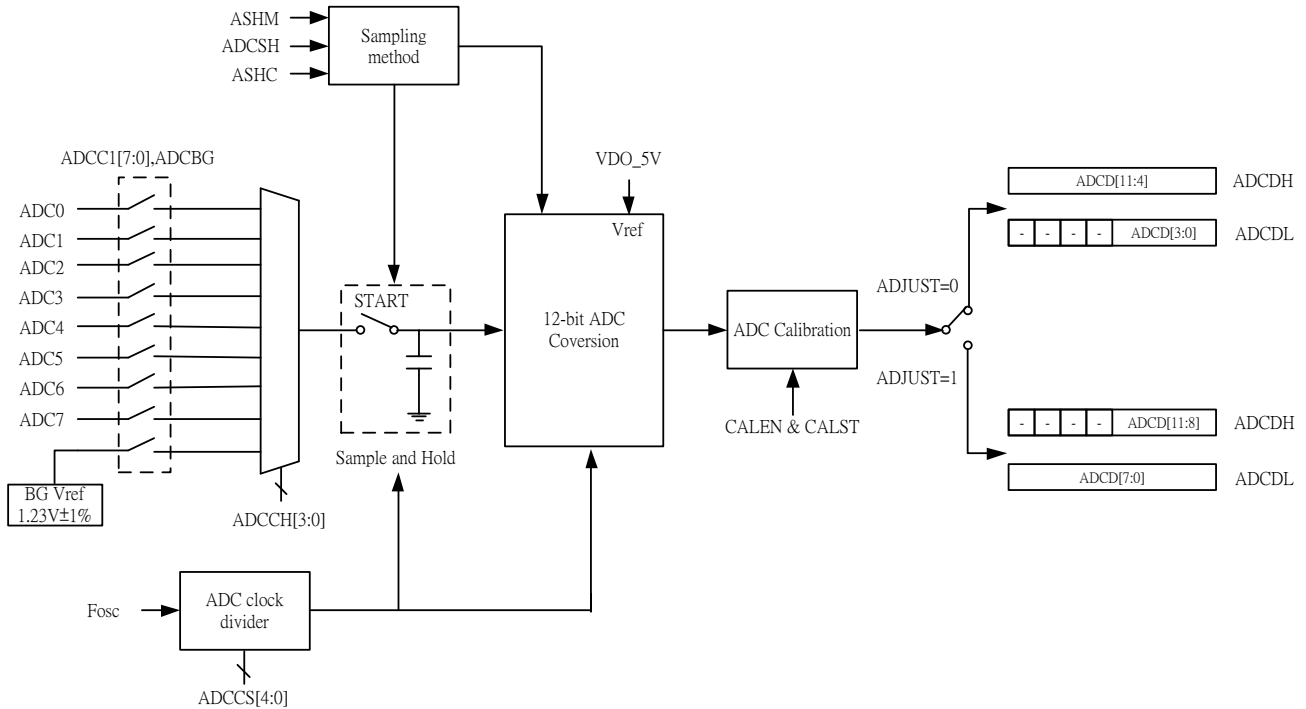 ASHM
ADCSH
ASHC
Sampling
method
ADCC1[7:0],ADCBG
VDO_5V
ADC0
ADC1
ADC2
ADC3
ADC4
ADC5
ADC6
ADC7
BG Vref
1.23V±1%
ADCCH[3:0]
START
Sample and Hold
Vref
12-bit ADC
Coversion
ADC Calibration
CALEN & CALST
ADJUST=0
ADJUST=1
ADCD[11:4] ADCDH
- - - - ADCD[3:0] ADCDL
- - - - ADCD[11:8] ADCDH
ADCD[7:0] ADCDL
Fosc
ADC clock
divider
ADCCS[4:0]